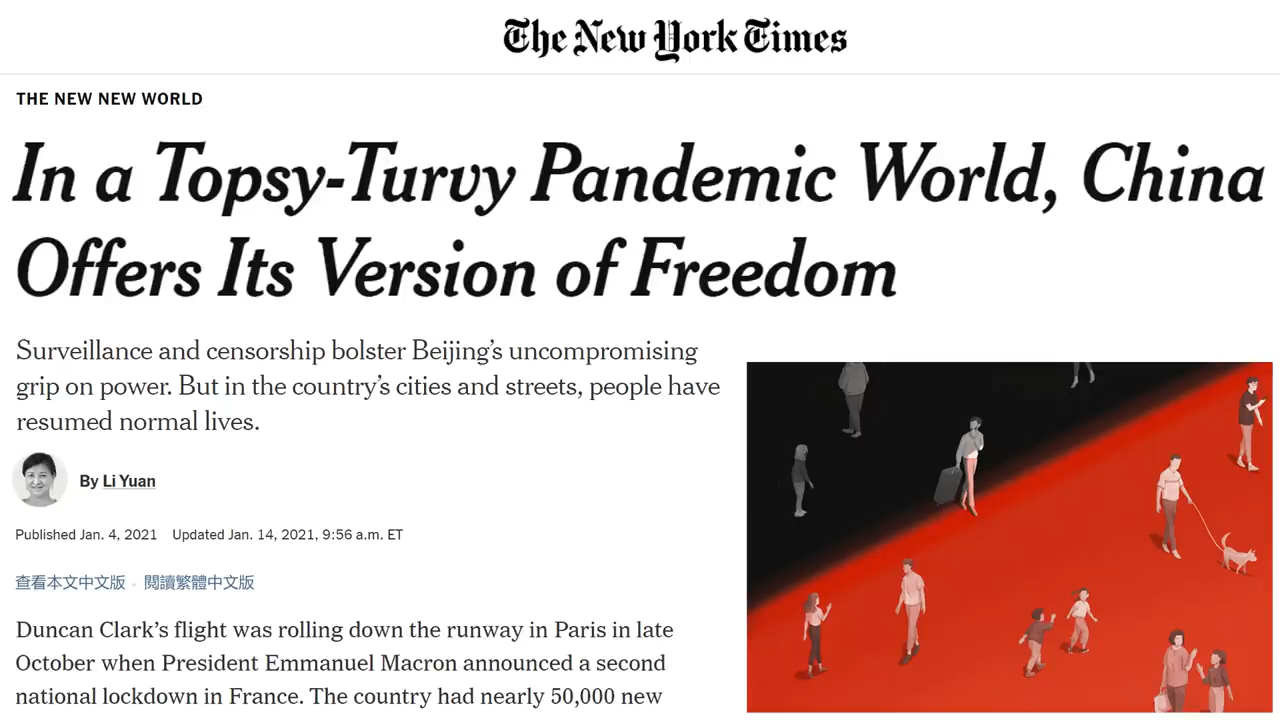 The New York Times
THE NEW NEW WORLD
In a Topsy-Turvy Pandemic World, China
Offers Its Version of Freedom
Surveillance and censorship bolster Beijing's uncompromising
grip on power. But in the country's cities and streets, people have
resumed normal lives.
By Li Yuan
Published Jan. 4, 2021 Updated Jan. 14, 2021, 9:56 a.m. ET
查看本文中文版 · 閱讀繁體中文版
Duncan Clark's flight was rolling down the runway in Paris in late
October when President Emmanuel Macron announced a second
national lockdown in France. The country had nearly 50,000 new